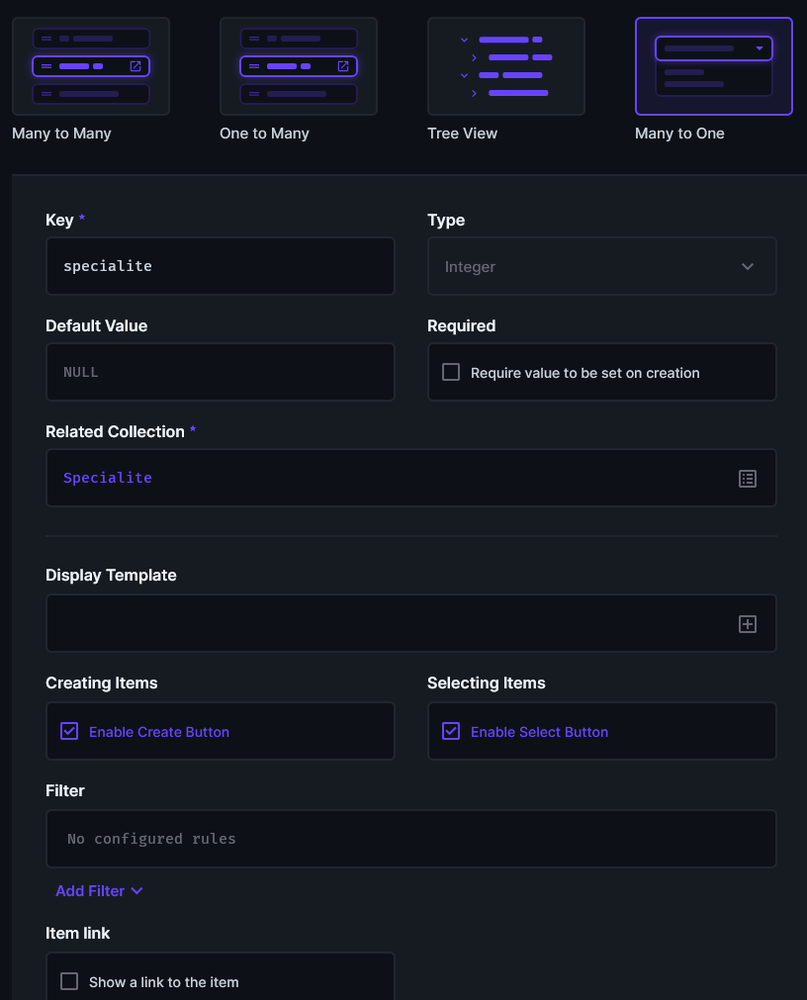 Many to Many
One to Many
Tree View
Many to One
Key *
Type
specialite
Integer
Default Value
Required
NULL
Require value to be set on creation
Related Collection *
Specialite
Display Template
Creating Items
Selecting Items
Enable Create Button
Enable Select Button
Filter
No configured rules
Add Filter
Item link
Show a link to the item